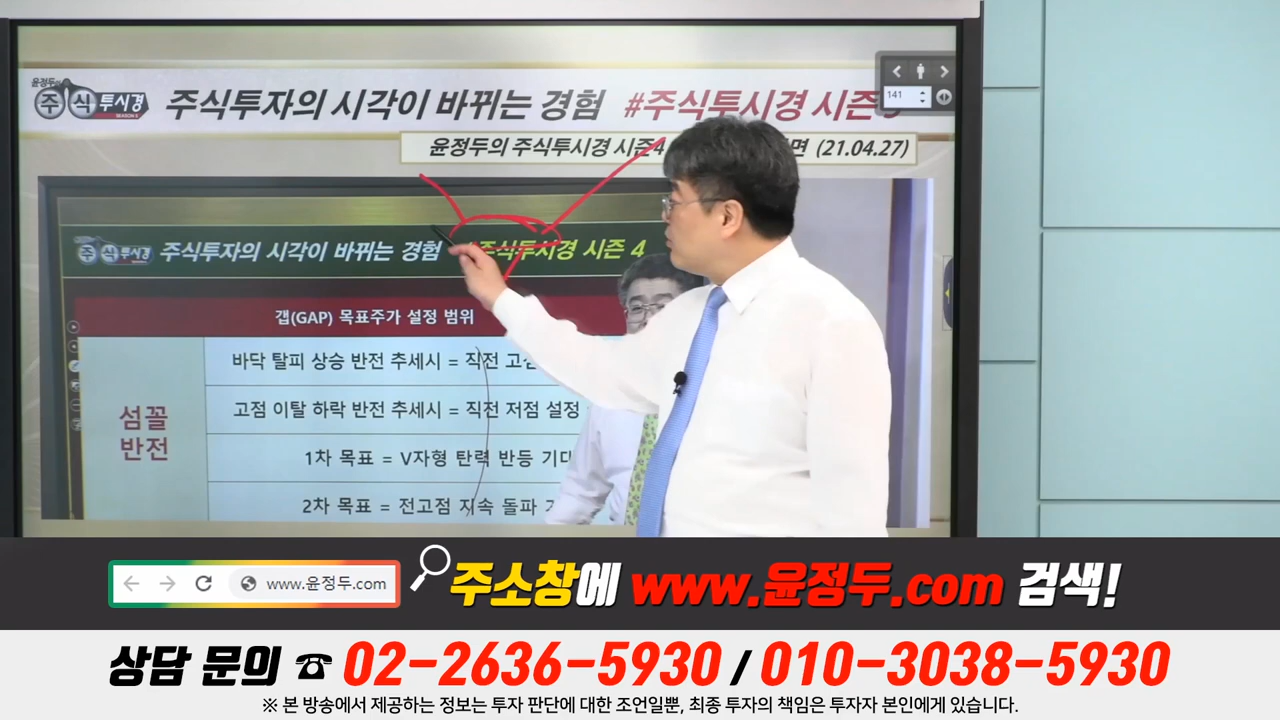 윤정두의
주식투시경
SEASON 5
주식투자의 시각이 바뀌는 경험 #주식투시경 시즌
141
윤정두의 주식투시경 시즌4 면 (21.04.27)
주식투시경 주식투자의 시각이 바뀌는 경험 #주식투시경 시즌 4
갭(GAP) 목표주가 설정 범위
섬꼴
반전
바닥 탈피 상승 반전 추세시 = 직전 고점
고점 이탈 하락 반전 추세시 = 직전 저점 설정
1차 목표 = V자형 탄력 반등 기대
2차 목표 = 전고점 지속 돌파
www.윤정두.com
주소창에 www.윤정두.com 검색!
상담 문의 ☎ 02-2636-5930 / 010-3038-5930
※ 본 방송에서 제공하는 정보는 투자 판단에 대한 조언일뿐, 최종 투자의 책임은 투자자 본인에게 있습니다.